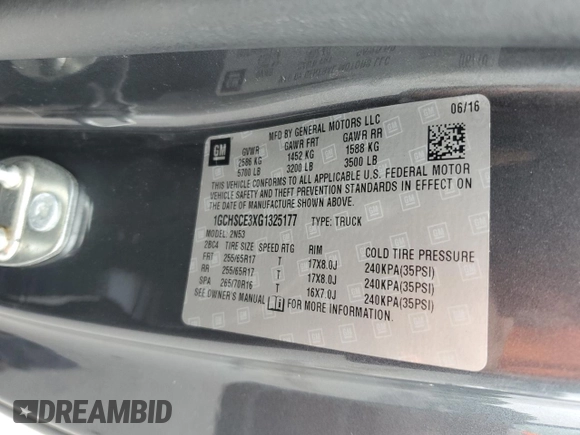 06/16
MFD BY GENERAL MOTORS LLC
GM
GVWR GAWR FRT GAWR RR
2586 KG 1452 KG 1588 KG
5700 LB 3200 LB 3500 LB
THIS VEHICLE CONFORMS TO ALL APPLICABLE U.S. FEDERAL MOTOR
VEHICLE SAFETY AND THEFT PREVENTION STANDARDS IN EFFECT ON
THE DATE OF MANUFACTURE SHOWN ABOVE.
1GCHSCE3XG1325177 TYPE: TRUCK
MODEL: 2N53
2BC4 TIRE SIZE SPEED RTG RIM COLD TIRE PRESSURE
FRT 255/65R17 T 17X8.0J 240KPA(35PSI)
RR 255/65R17 T 17X8.0J 240KPA(35PSI)
SPA 265/70R16 T 16X7.0J 240KPA(35PSI)
SEE OWNER'S MANUAL i FOR MORE INFORMATION.
DREAMBID